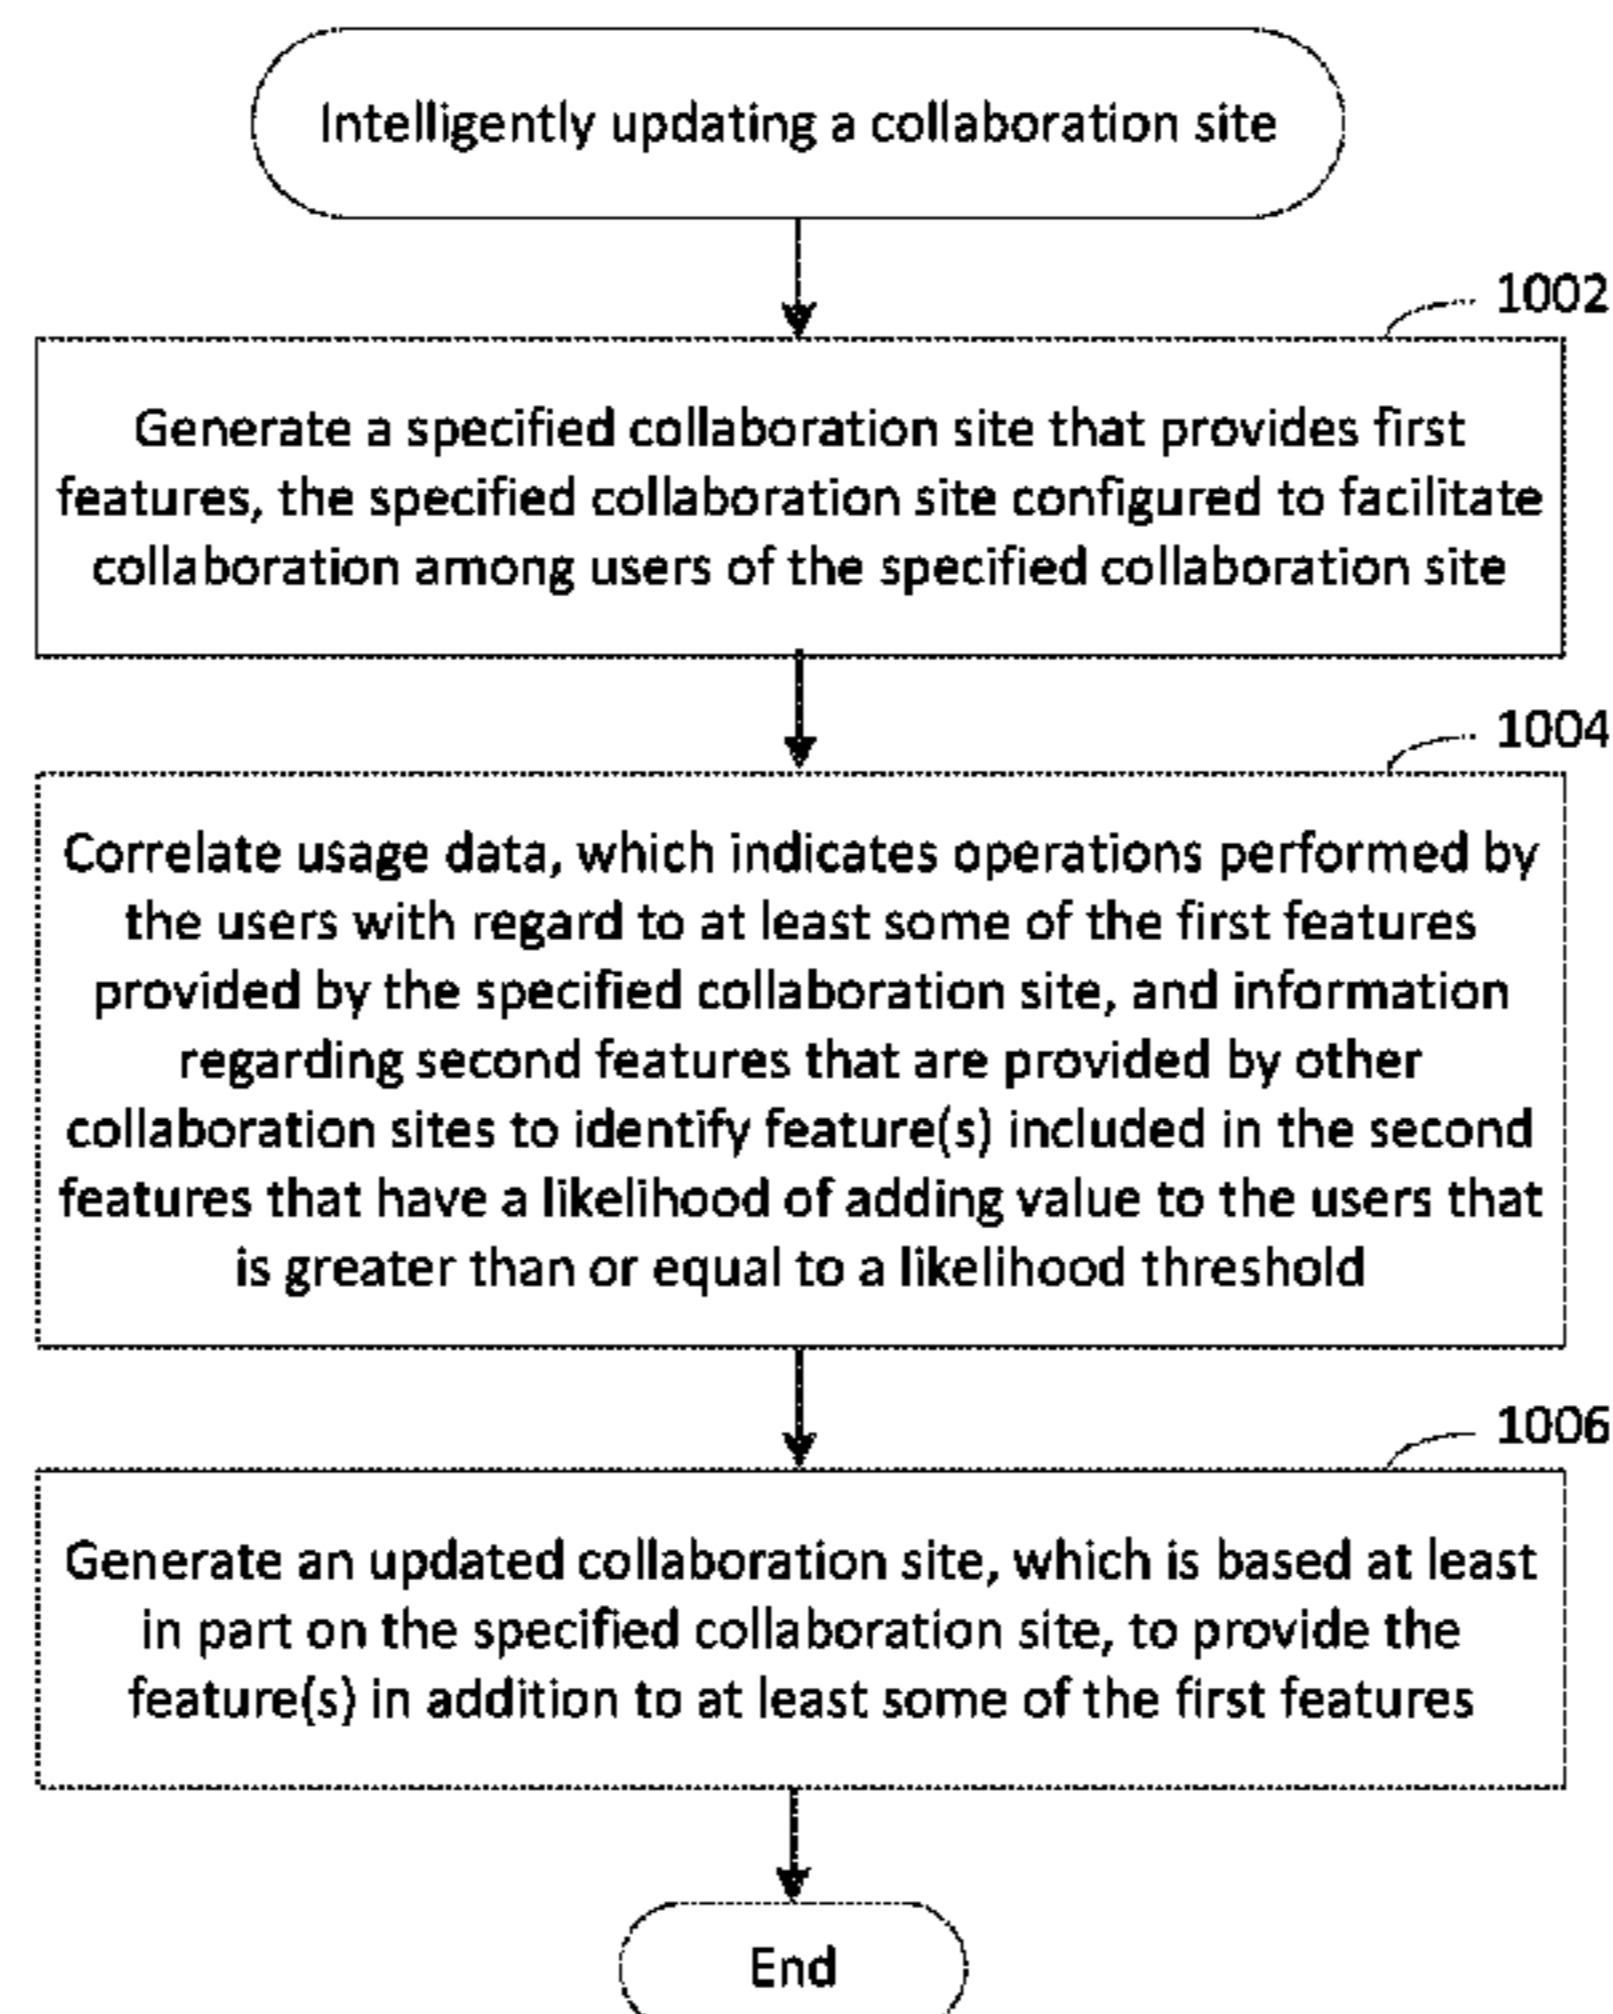 Intelligently updating a collaboration site
1002
Generate a specified collaboration site that provides first
features, the specified collaboration site configured to facilitate
collaboration among users of the specified collaboration site
1004
Correlate usage data, which indicates operations performed by
the users with regard to at least some of the first features
provided by the specified collaboration site, and information
regarding second features that are provided by other
collaboration sites to identify feature(s) included in the second
features that have a likelihood of adding value to the users that
is greater than or equal to a likelihood threshold
1006
Generate an updated collaboration site, which is based at least
in part on the specified collaboration site, to provide the
feature(s) in addition to at least some of the first features
End